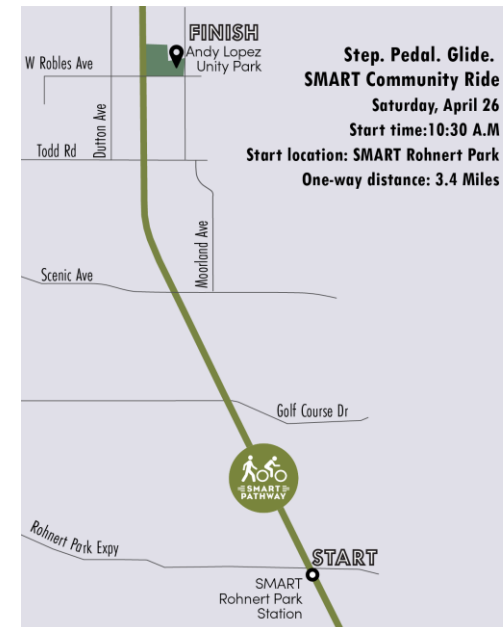 FINISH
Andy Lopez
Unity Park
Step. Pedal. Glide.
SMART Community Ride
Saturday, April 26
Start time:10:30 A.M
Start location: SMART Rohnert Park
One-way distance: 3.4 Miles
W Robles Ave
Dutton Ave
Todd Rd
Moorland Ave
Scenic Ave
Golf Course Dr
SMART
PATHWAY
Rohnert Park Expy
START
SMART
Rohnert Park
Station